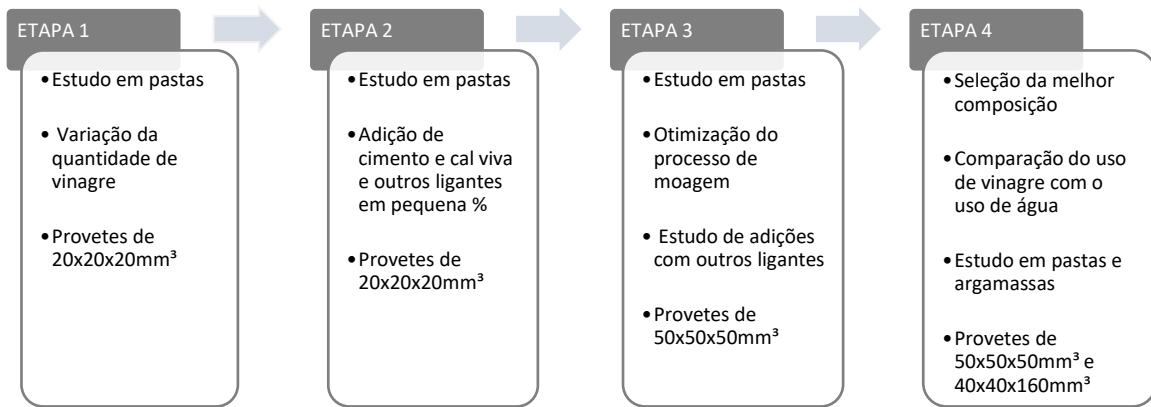 ETAPA 1
•Estudo em pastas
• Variação da
quantidade de
vinagre
•Provetes de
20x20x20mm³
ETAPA 2
•Estudo em pastas
•Adição de
cimento e cal viva
e outros ligantes
em pequena %
•Provetes de
20x20x20mm³
ETAPA 3
•Estudo em pastas
•Otimização do
processo de
moagem
• Estudo de adições
com outros ligantes
•Provetes de
50x50x50mm³
ETAPA 4
•Seleção da melhor
composição
•Comparação do uso
de vinagre com o
uso de água
•Estudo em pastas e
argamassas
•Provetes de
50x50x50mm³ e
40x40x160mm³